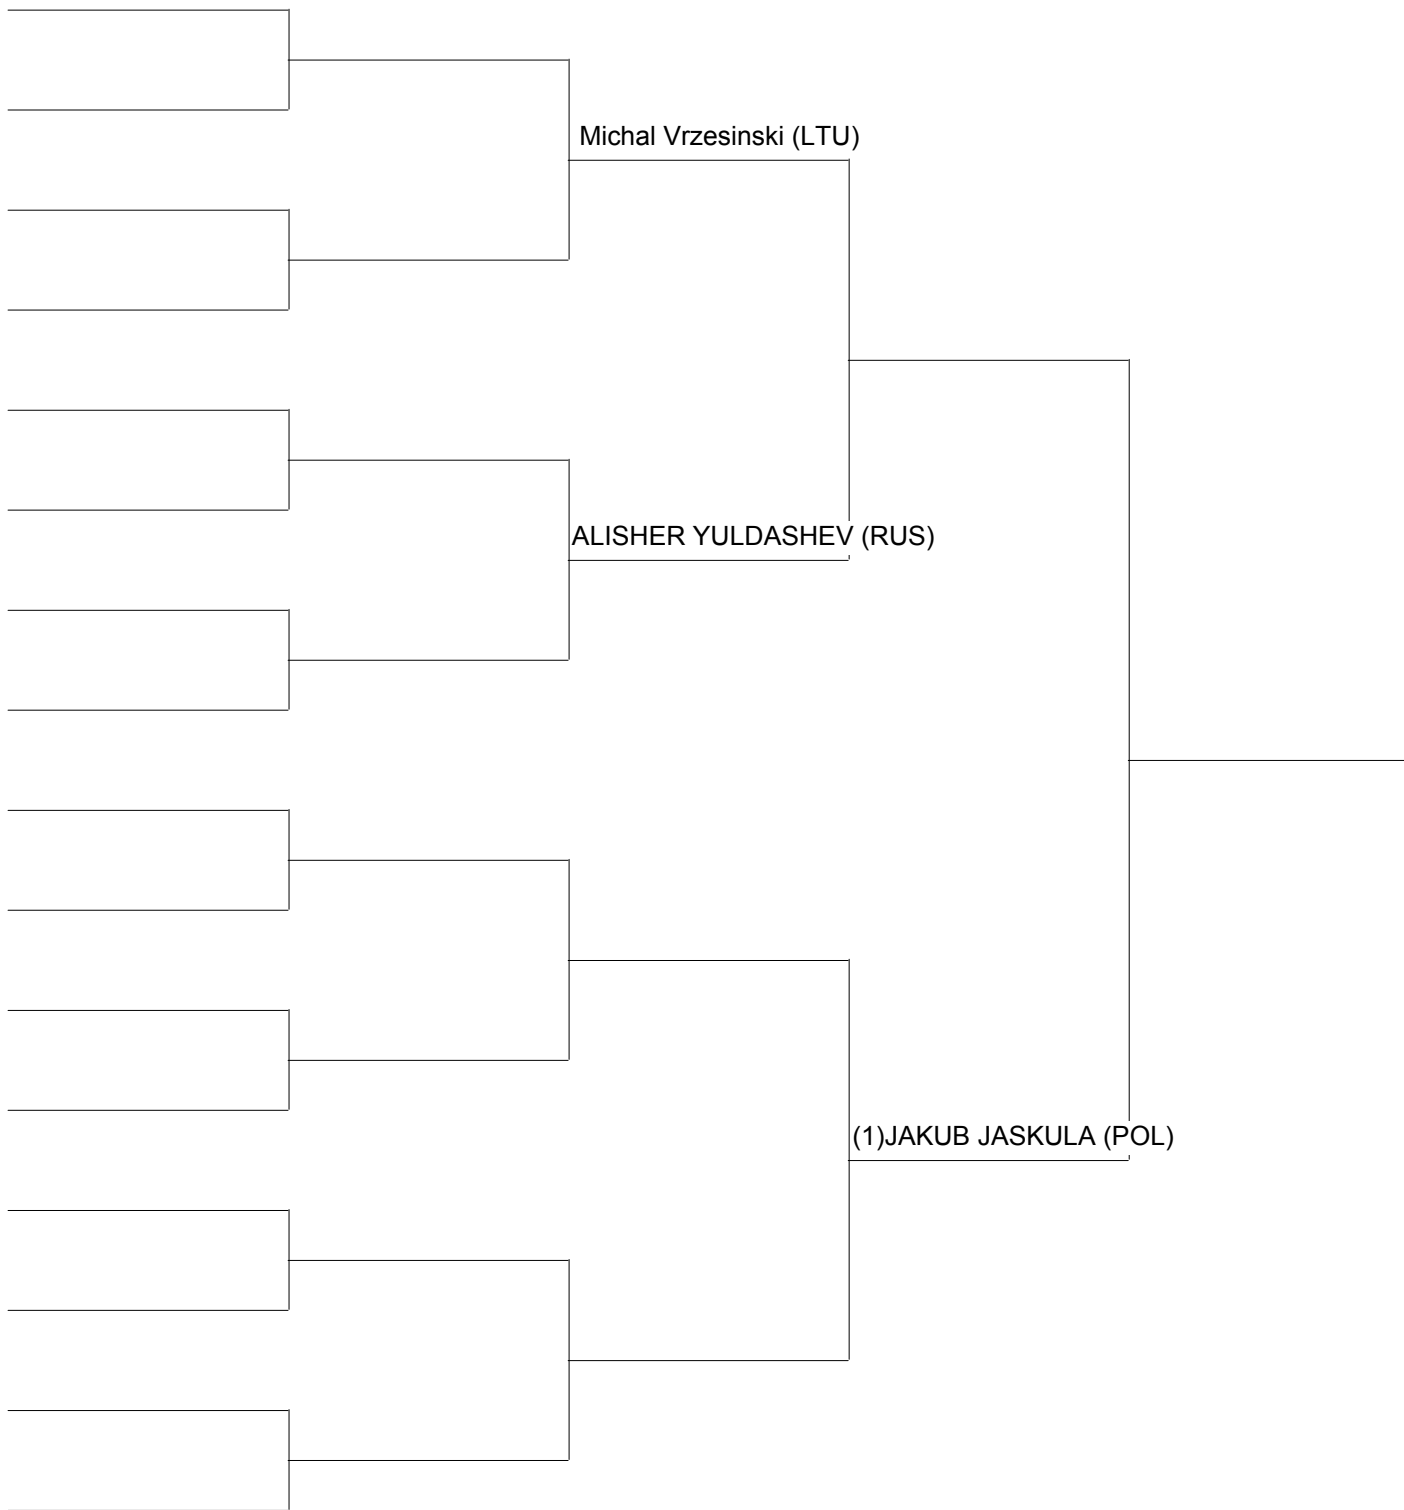 Michal Vrzesinski (LTU)
ALISHER YULDASHEV (RUS)
(1)JAKUB JASKULA (POL)